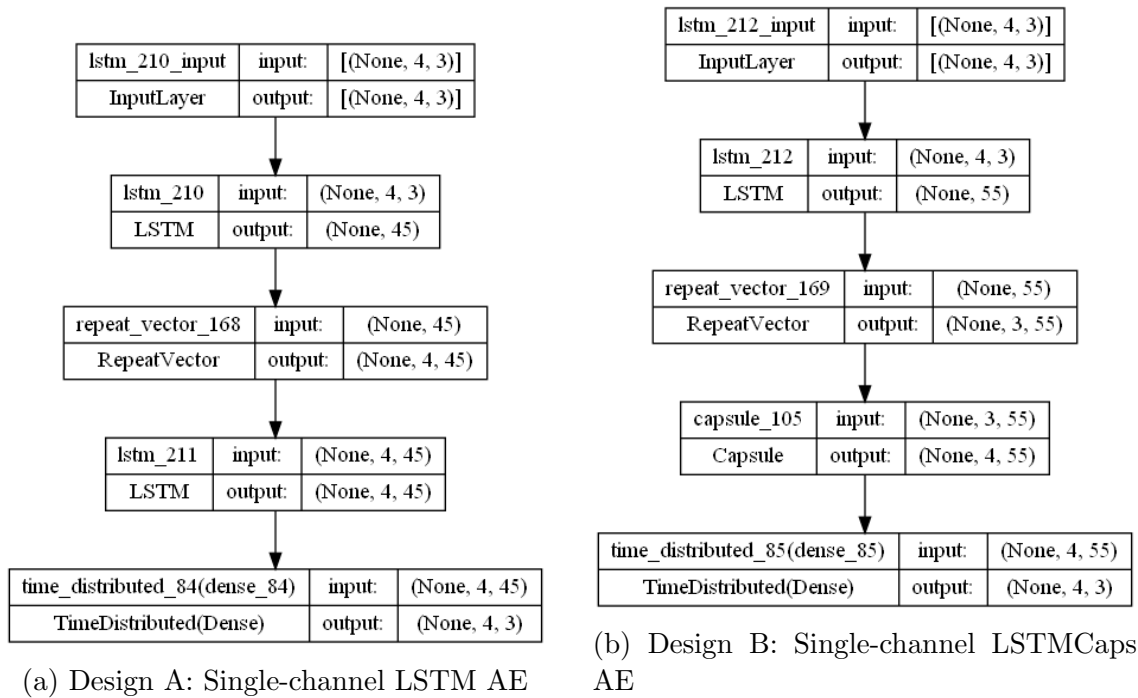 lstm_210_input input: [(None, 4, 3)]
InputLayer output: [(None, 4, 3)]
lstm_210 input: (None, 4, 3)
LSTM output: (None, 45)
repeat_vector_168 input: (None, 45)
RepeatVector output: (None, 4, 45)
lstm_211 input: (None, 4, 45)
LSTM output: (None, 4, 45)
time_distributed_84(dense_84) input: (None, 4, 45)
TimeDistributed(Dense) output: (None, 4, 3)
(a) Design A: Single-channel LSTM AE
lstm_212_input input: [(None, 4, 3)]
InputLayer output: [(None, 4, 3)]
lstm_212 input: (None, 4, 3)
LSTM output: (None, 55)
repeat_vector_169 input: (None, 55)
RepeatVector output: (None, 3, 55)
capsule_105 input: (None, 3, 55)
Capsule output: (None, 4, 55)
time_distributed_85(dense_85) input: (None, 4, 55)
TimeDistributed(Dense) output: (None, 4, 3)
(b) Design B: Single-channel LSTMCaps
AE